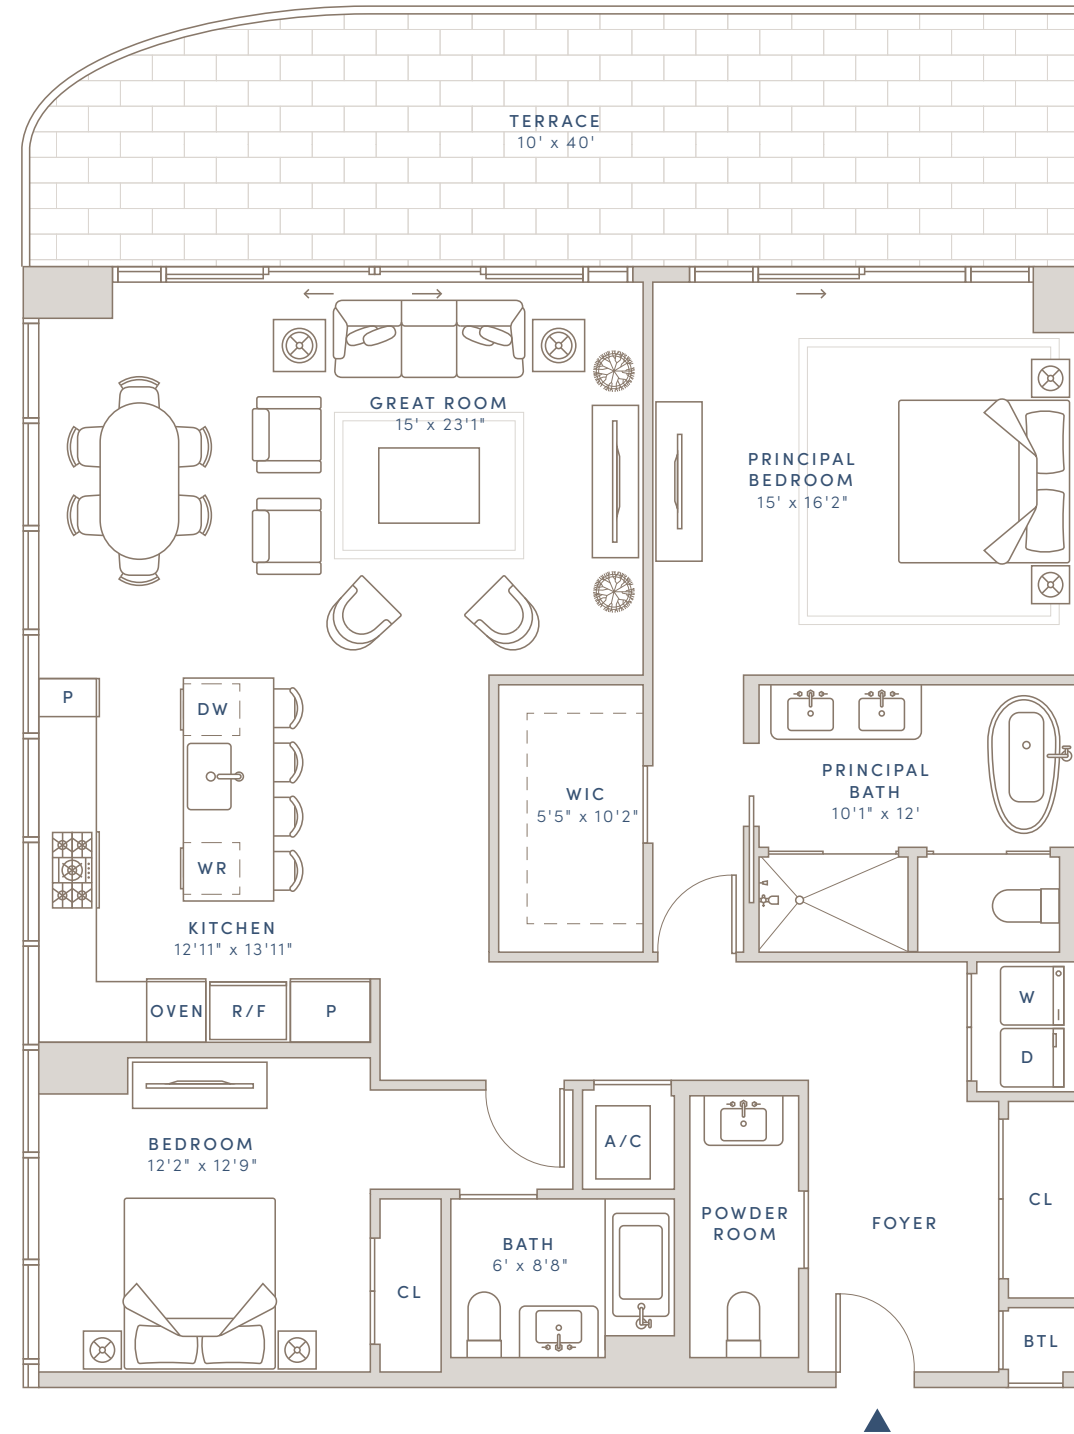 TERRACE
10' x 40'
GREAT ROOM
15' x 23'1"
PRINCIPAL
BEDROOM
15' x 16'2"
P
DW
WIC
5'5" x 10'2"
PRINCIPAL
BATH
10'1" x 12'
WR
KITCHEN
12'11" x 13'11"
OVEN
R/F
P
W
D
BEDROOM
12'2" x 12'9"
A/C
POWDER
ROOM
FOYER
CL
BATH
6' x 8'8"
CL
BTL